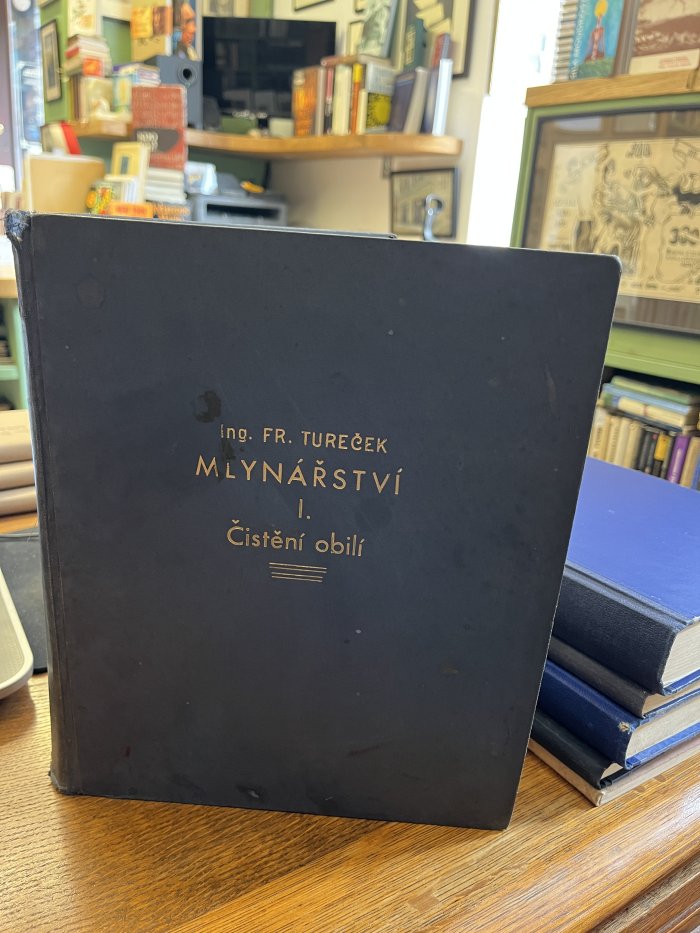 Ing. FR. TUREČEK
MLYNÁŘSTVÍ
I.
Čistění obilí